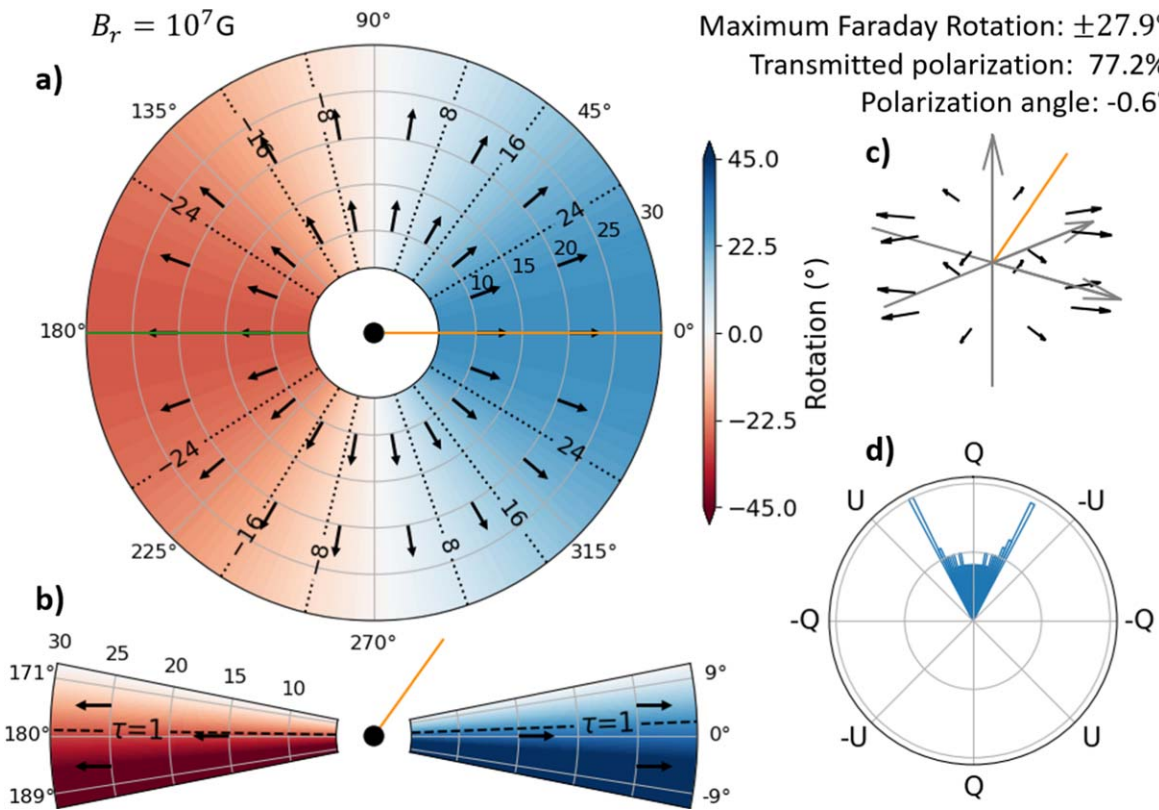 B_r = 10^7G
90°
Maximum Faraday Rotation: ±27.9°
Transmitted polarization: 77.2%
Polarization angle: -0.6°
a)
135°
45°
−8
8
−16
16
−24
24
30
25
20
15
10
180°
0°
−24
24
−16
16
−8
8
225°
315°
270°
45.0
22.5
0.0
−22.5
−45.0
Rotation (°)
c)
d)
Q
U
-U
-Q
-Q
-U
U
Q
b)
30
25
20
15
10
171°
180°
189°
τ=1
τ=1
9°
0°
-9°